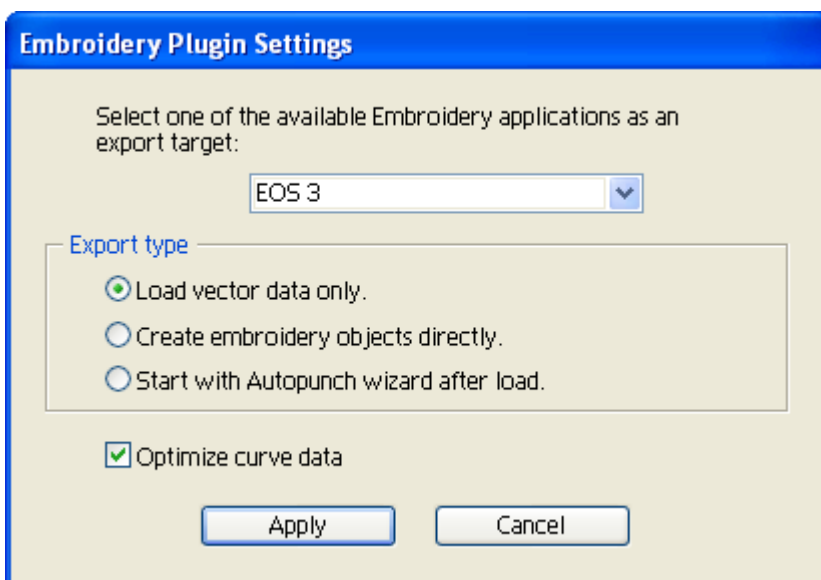 Embroidery Plugin Settings
Select one of the available Embroidery applications as an
export target:
EOS 3
Export type
Load vector data only.
Create embroidery objects directly.
Start with Autopunch wizard after load.
Optimize curve data
Apply
Cancel